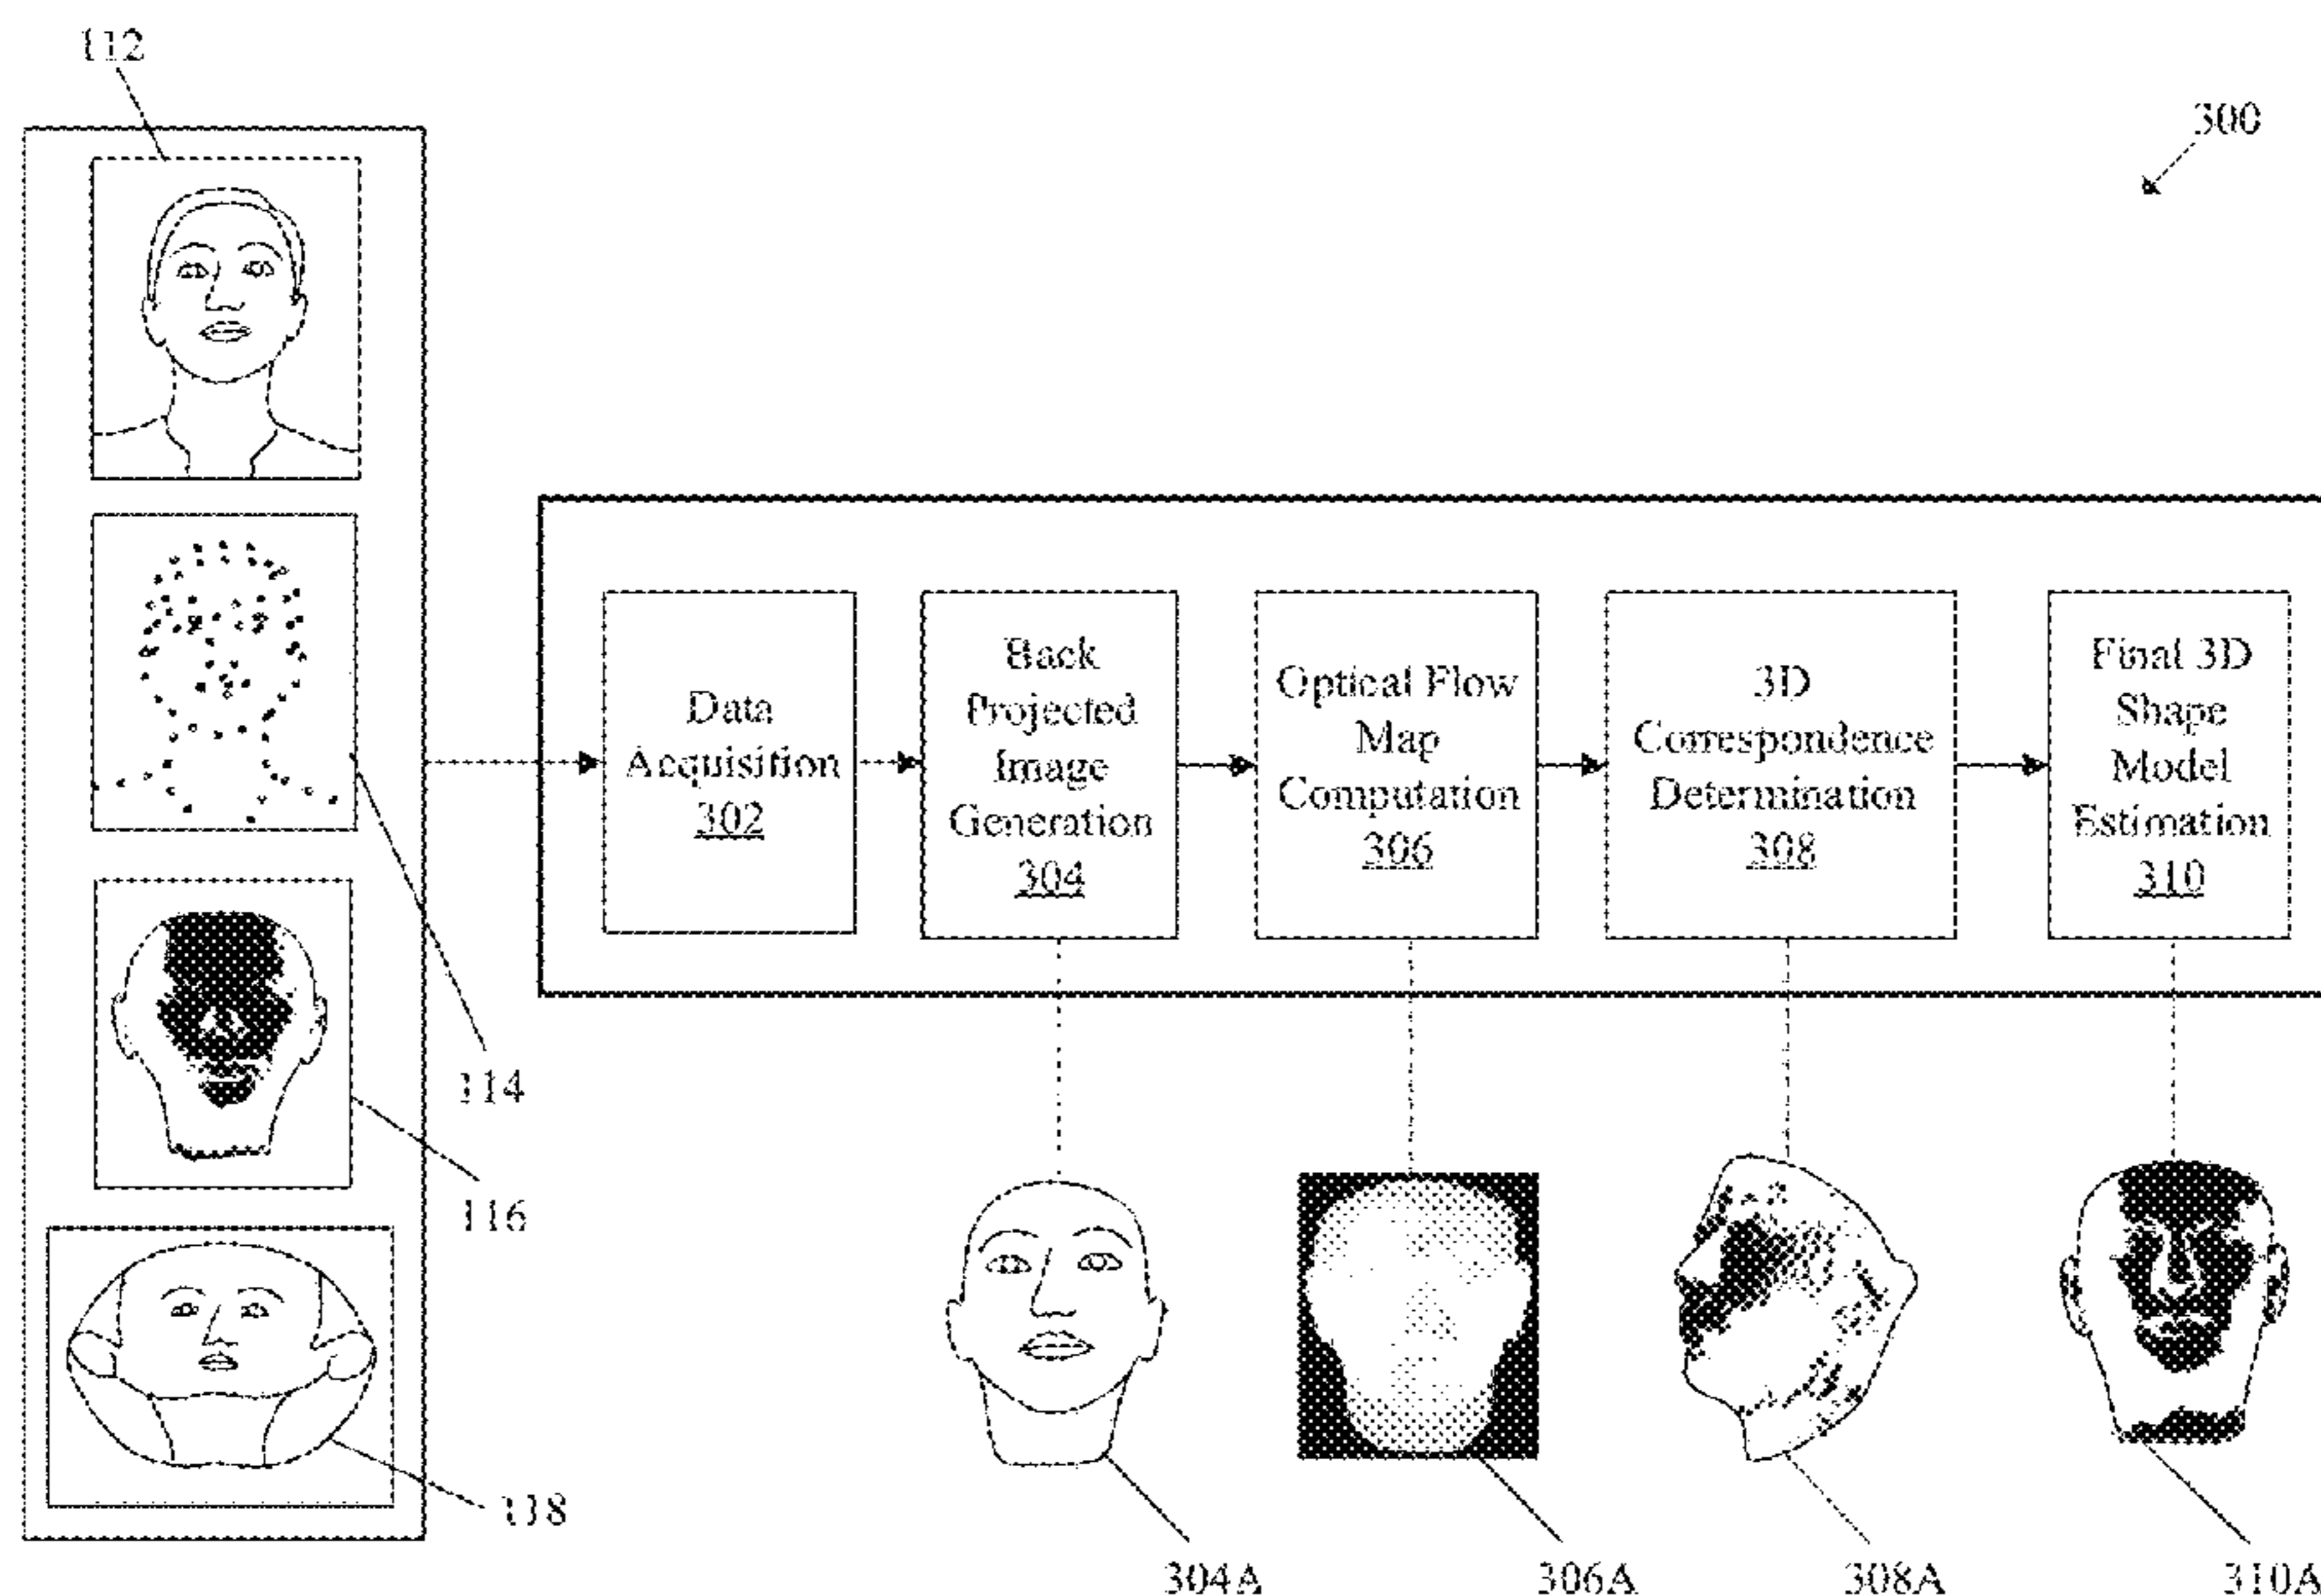 112
300
Data
Acquisition
302
Back
Projected
Image
Generation
304
Optical Flow
Map
Computation
306
3D
Correspondence
Determination
308
Final 3D
Shape
Model
Estimation
310
114
116
118
304A
306A
308A
310A